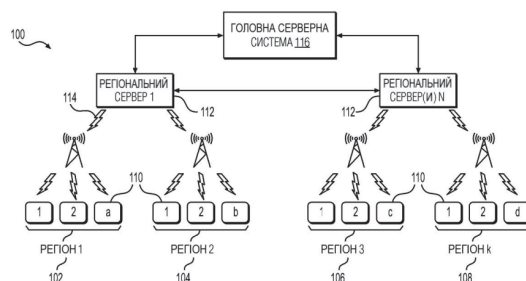 100
ГОЛОВНА СЕРВЕРНА
СИСТЕМА 116
РЕГІОНАЛЬНИЙ
СЕРВЕР 1
РЕГІОНАЛЬНИЙ
СЕРВЕР(И) N
114
112
112
110
110
1 2 a
1 2 b
1 2 c
1 2 d
РЕГІОН 1
РЕГІОН 2
РЕГІОН 3
РЕГІОН k
102
104
106
108